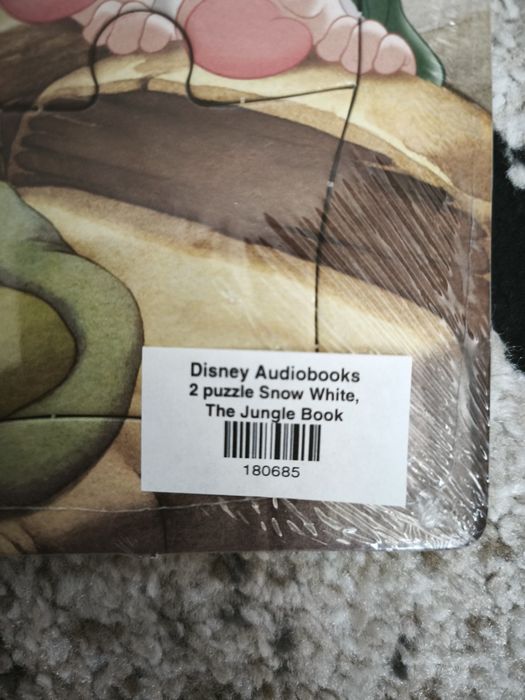 Disney Audiobooks
2 puzzle Snow White,
The Jungle Book
180685